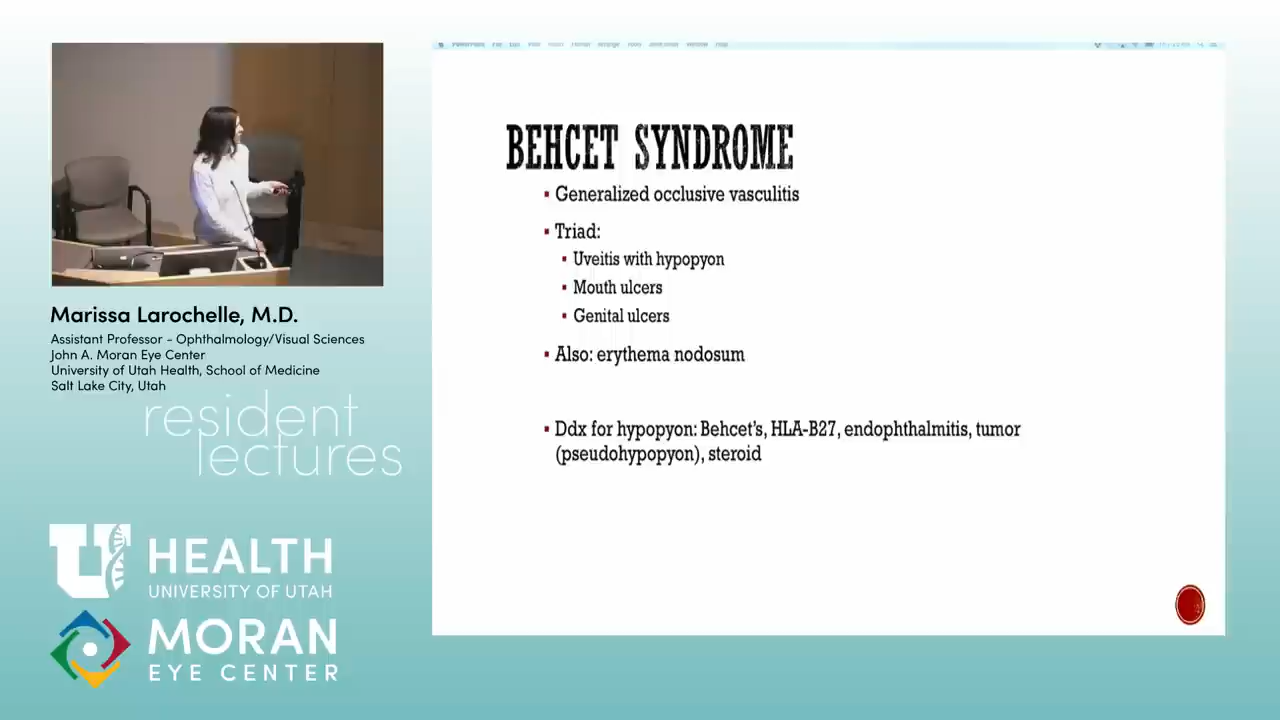 BEHCET SYNDROME
▪ Generalized occlusive vasculitis
▪ Triad:
▪ Uveitis with hypopyon
▪ Mouth ulcers
▪ Genital ulcers
▪ Also: erythema nodosum
▪ Ddx for hypopyon: Behcet's, HLA-B27, endophthalmitis, tumor
(pseudohypopyon), steroid
Marissa Larochelle, M.D.
Assistant Professor - Ophthalmology/Visual Sciences
John A. Moran Eye Center
University of Utah Health, School of Medicine
Salt Lake City, Utah
resident
lectures
U HEALTH
UNIVERSITY OF UTAH
MORAN
EYE CENTER